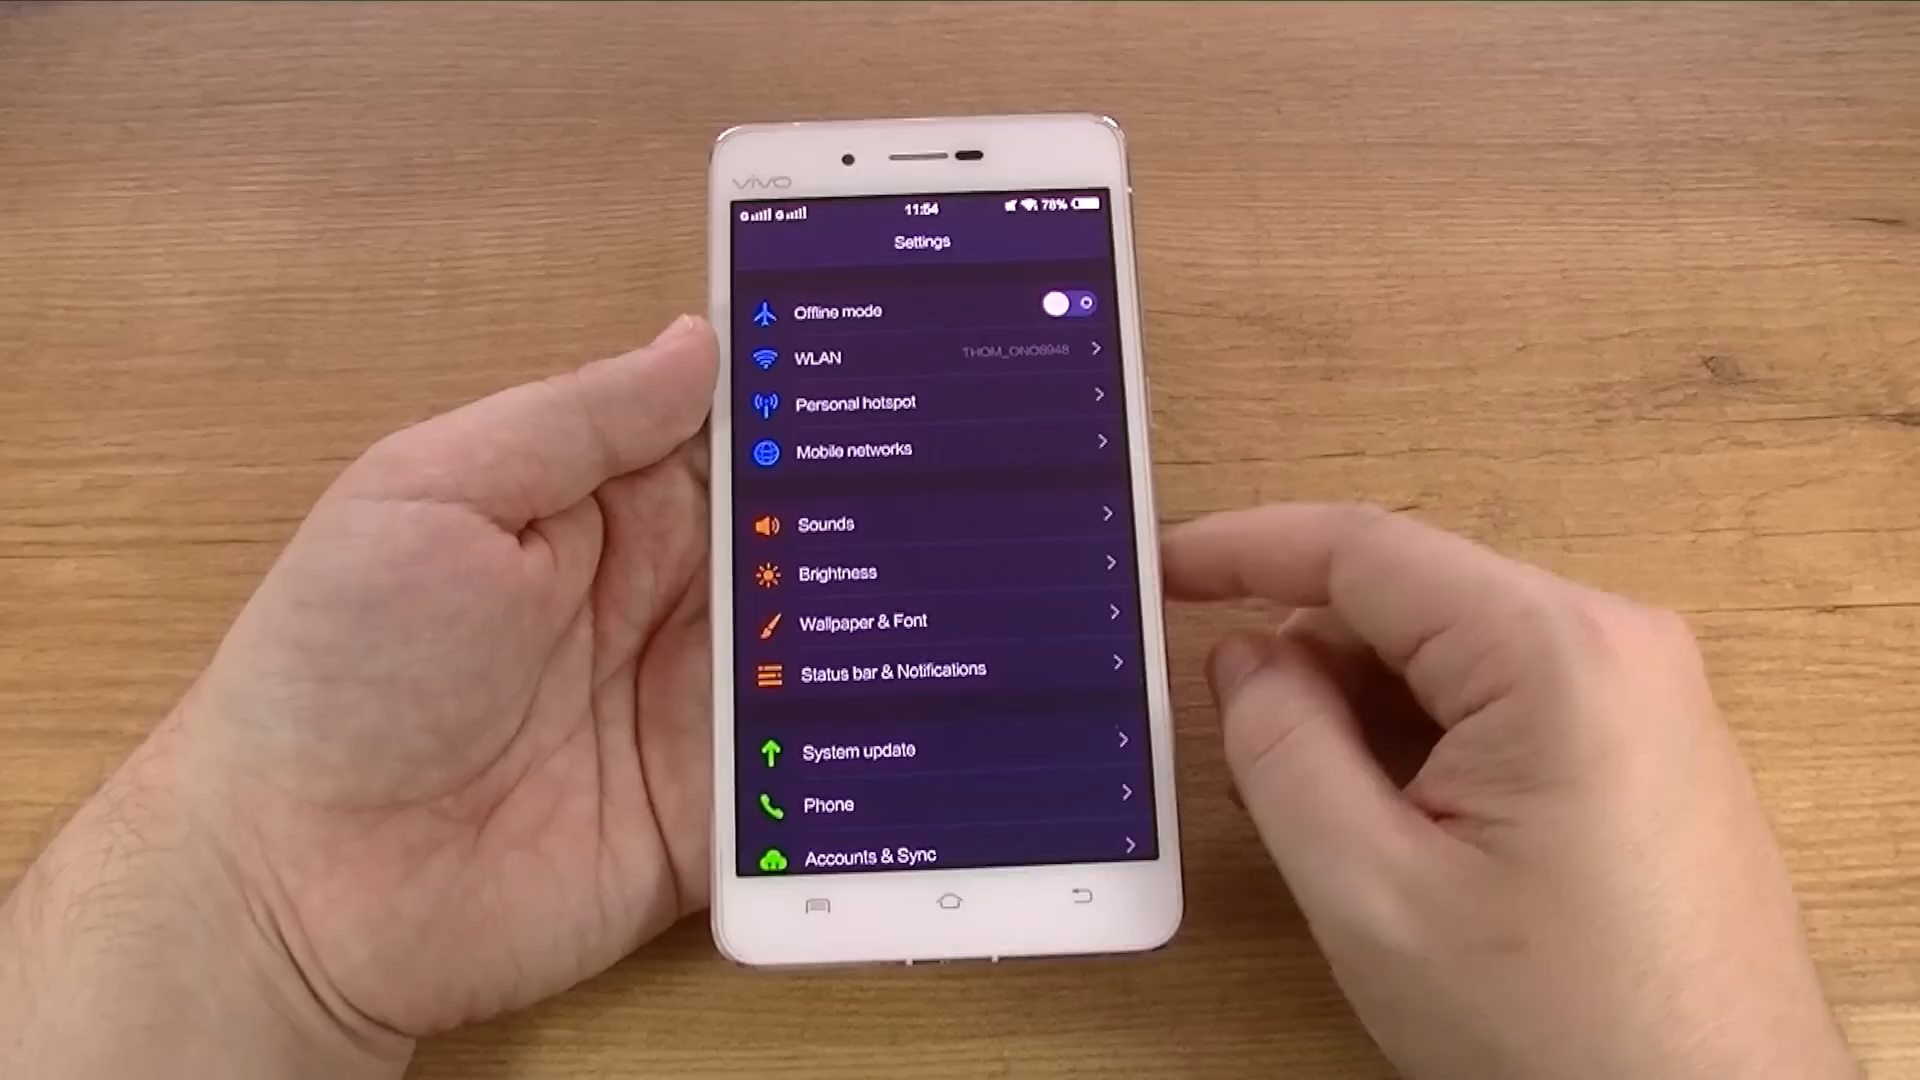 vivo
G G 11:54 78%
Settings
Offline mode
WLAN THOM_ONO8948
Personal hotspot
Mobile networks
Sounds
Brightness
Wallpaper & Font
Status bar & Notifications
System update
Phone
Accounts & Sync